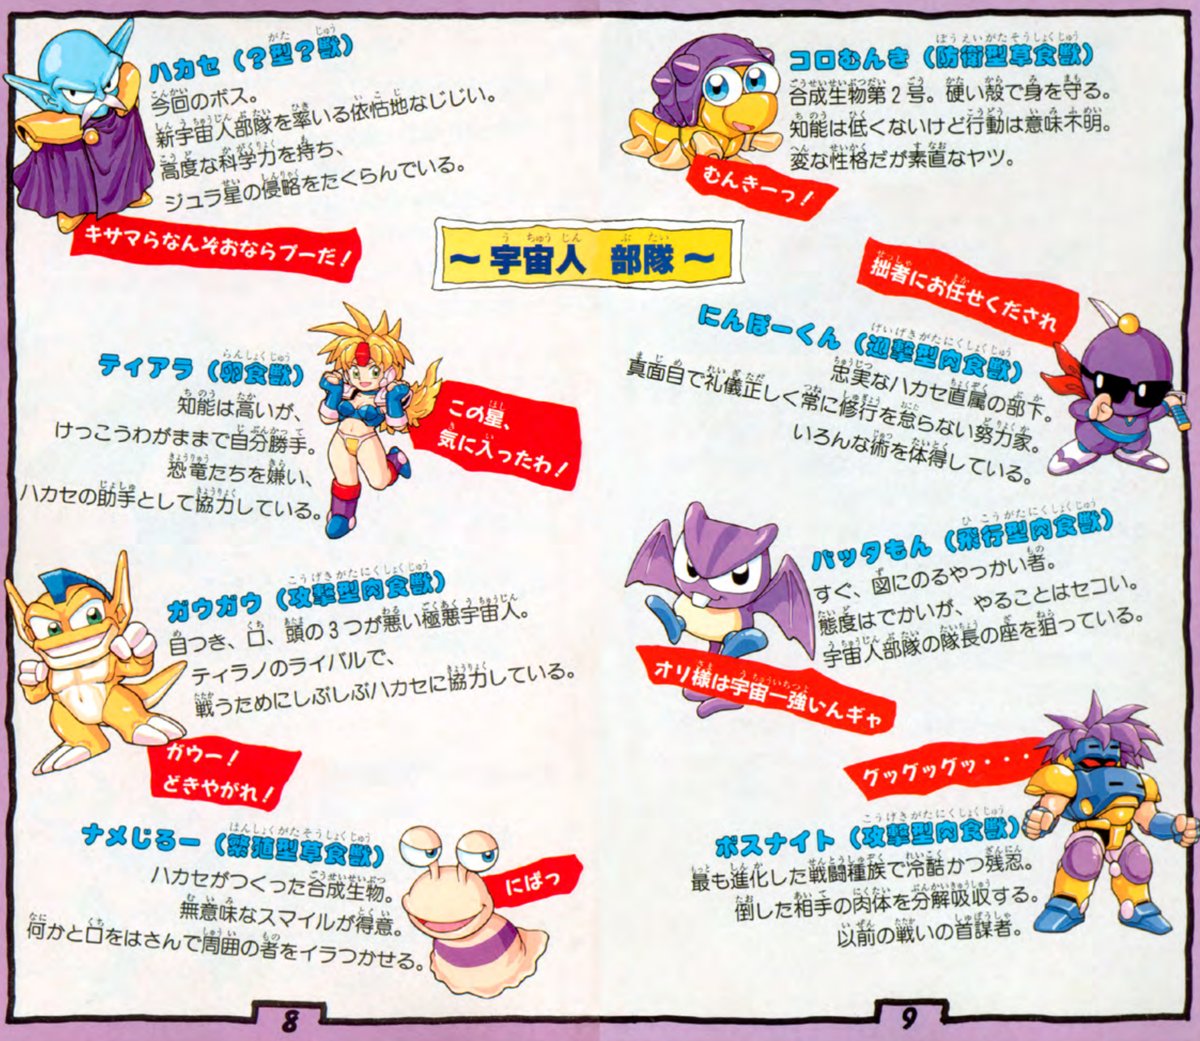 ハカセ（？型？獣）
今回のボス。
新宇宙人部隊を率いる依怙地なじじい。
高度な科学力を持ち、
ジュラ星の侵略をたくらんでいる。
キサマらなんぞおならプーだ！
～宇宙人 部隊～
ティアラ（卵食獣）
知能は高いが、
けっこうわがままで自分勝手。
恐竜たちを嫌い、
ハカセの助手として協力している。
この星、
気に入ったわ！
ガウガウ（攻撃型肉食獣）
目つき、口、頭の3つが悪い極悪宇宙人。
ティラノのライバルで、
戦うためにしぶしぶハカセに協力している。
ガウー！
どきやがれ！
ナメじろー（繁殖型草食獣）
ハカセがつくった合成生物。
無意味なスマイルが得意。
何かと口をはさんで周囲の者をイラつかせる。
にぱっ
8
コロむんき（防衛型草食獣）
合成生物第2号。硬い殻で身を守る。
知能は低くないけど行動は意味不明。
変な性格だが素直なヤツ。
むんきーっ！
拙者にお任せくだされ
にんぽーくん（迎撃型肉食獣）
忠実なハカセ直属の部下。
真面目で礼儀正しく常に修行を怠らない努力家。
いろんな術を体得している。
バッタもん（飛行型肉食獣）
すぐ、図にのるやっかい者。
態度はでかいが、やることはセコい。
宇宙人部隊の隊長の座を狙っている。
オリ様は宇宙一強いんギャ
グッグッグッ・・・
ボスナイト（攻撃型肉食獣）
最も進化した戦闘種族で冷酷かつ残忍。
倒した相手の肉体を分解吸収する。
以前の戦いの首謀者。
9